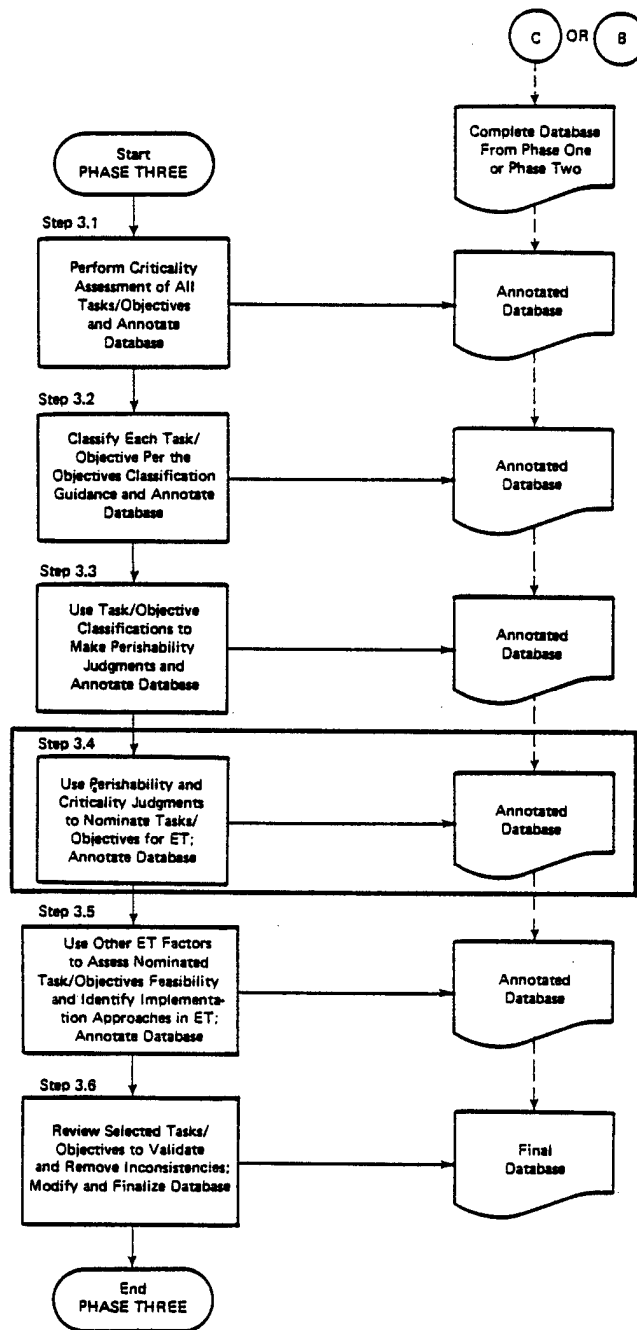 C OR B
Complete Database
From Phase One
or Phase Two
Start
PHASE THREE
Step 3.1
Perform Criticality
Assessment of All
Tasks/Objectives
and Annotate
Database
Annotated
Database
Step 3.2
Classify Each Task/
Objective Per the
Objectives Classification
Guidance and Annotate
Database
Annotated
Database
Step 3.3
Use Task/Objective
Classifications to
Make Perishability
Judgments and
Annotate Database
Annotated
Database
Step 3.4
Use Perishability and
Criticality Judgments
to Nominate Tasks/
Objectives for ET;
Annotate Database
Annotated
Database
Step 3.5
Use Other ET Factors
to Assess Nominated
Task/Objectives Feasibility
and Identify Implementa-
tion Approaches in ET;
Annotate Database
Annotated
Database
Step 3.6
Review Selected Tasks/
Objectives to Validate
and Remove Inconsistencies;
Modify and Finalize Database
Final
Database
End
PHASE THREE